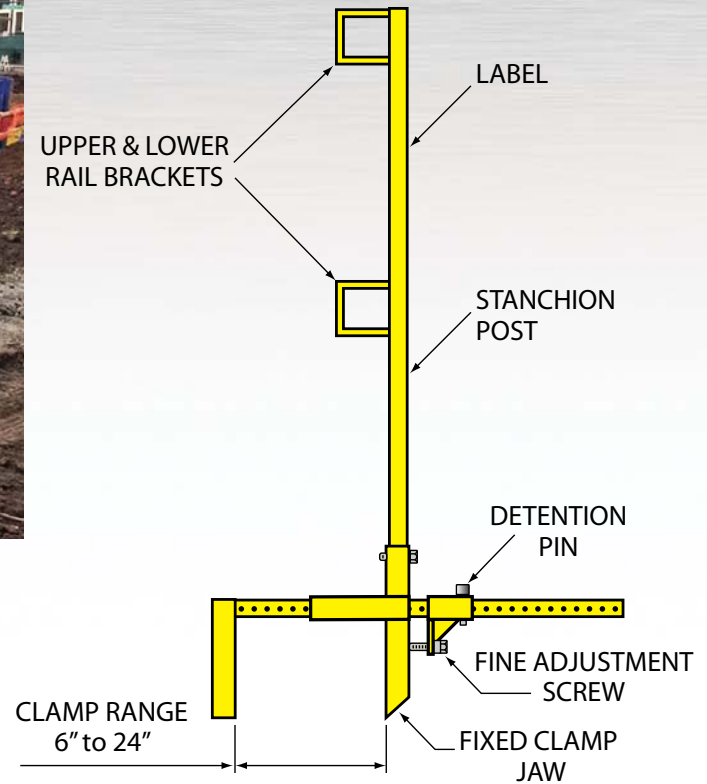 LABEL
UPPER & LOWER
RAIL BRACKETS
STANCHION
POST
DETENTION
PIN
FINE ADJUSTMENT
SCREW
CLAMP RANGE
6” to 24”
FIXED CLAMP
JAW